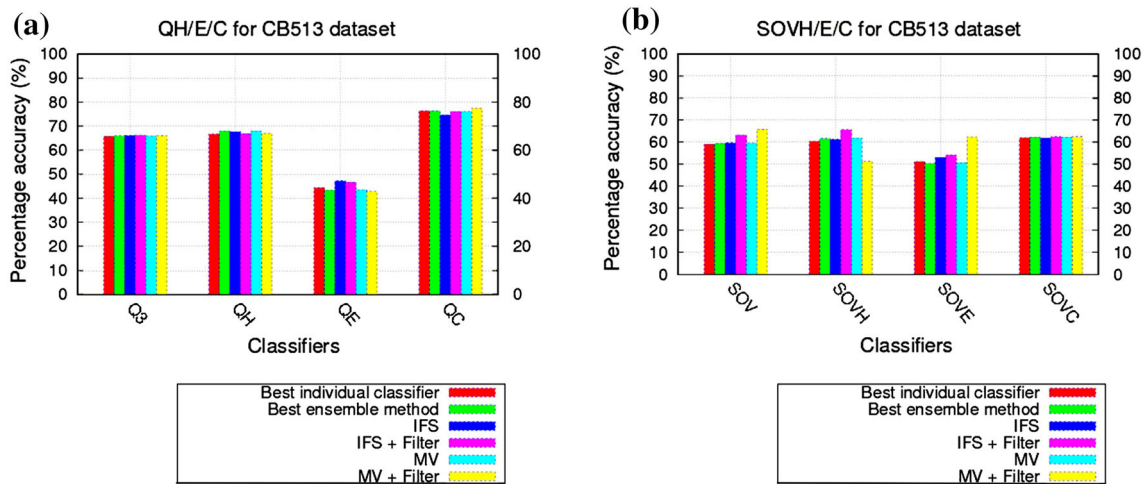 (a)
QH/E/C for CB513 dataset
Percentage accuracy (%)
100
90
80
70
60
50
40
30
20
10
0
100
80
60
40
20
0
Q3
QH
QE
QC
Classifiers
Best individual classifier
Best ensemble method
IFS
IFS + Filter
MV
MV + Filter
(b)
SOVH/E/C for CB513 dataset
Percentage accuracy (%)
100
90
80
70
60
50
40
30
20
10
0
100
90
80
70
60
50
40
30
20
10
0
SOV
SOVH
SOVE
SOVC
Classifiers
Best individual classifier
Best ensemble method
IFS
IFS + Filter
MV
MV + Filter